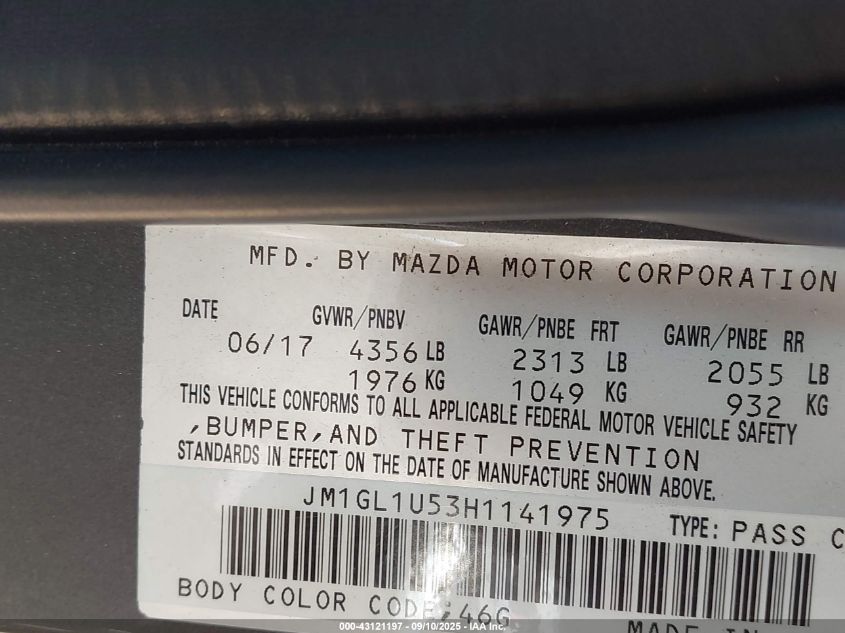 MFD. BY MAZDA MOTOR CORPORATION
DATE GVWR/PNBV GAWR/PNBE FRT GAWR/PNBE RR
06/17 4356 LB 2313 LB 2055 LB
1976 KG 1049 KG 932 KG
THIS VEHICLE CONFORMS TO ALL APPLICABLE FEDERAL MOTOR VEHICLE SAFETY
,BUMPER,AND THEFT PREVENTION
STANDARDS IN EFFECT ON THE DATE OF MANUFACTURE SHOWN ABOVE.
JM1GL1U53H1141975 TYPE: PASS C
BODY COLOR CODE:46G
MADE IN
000-43121197 - 09/10/2025 - IAA Inc.